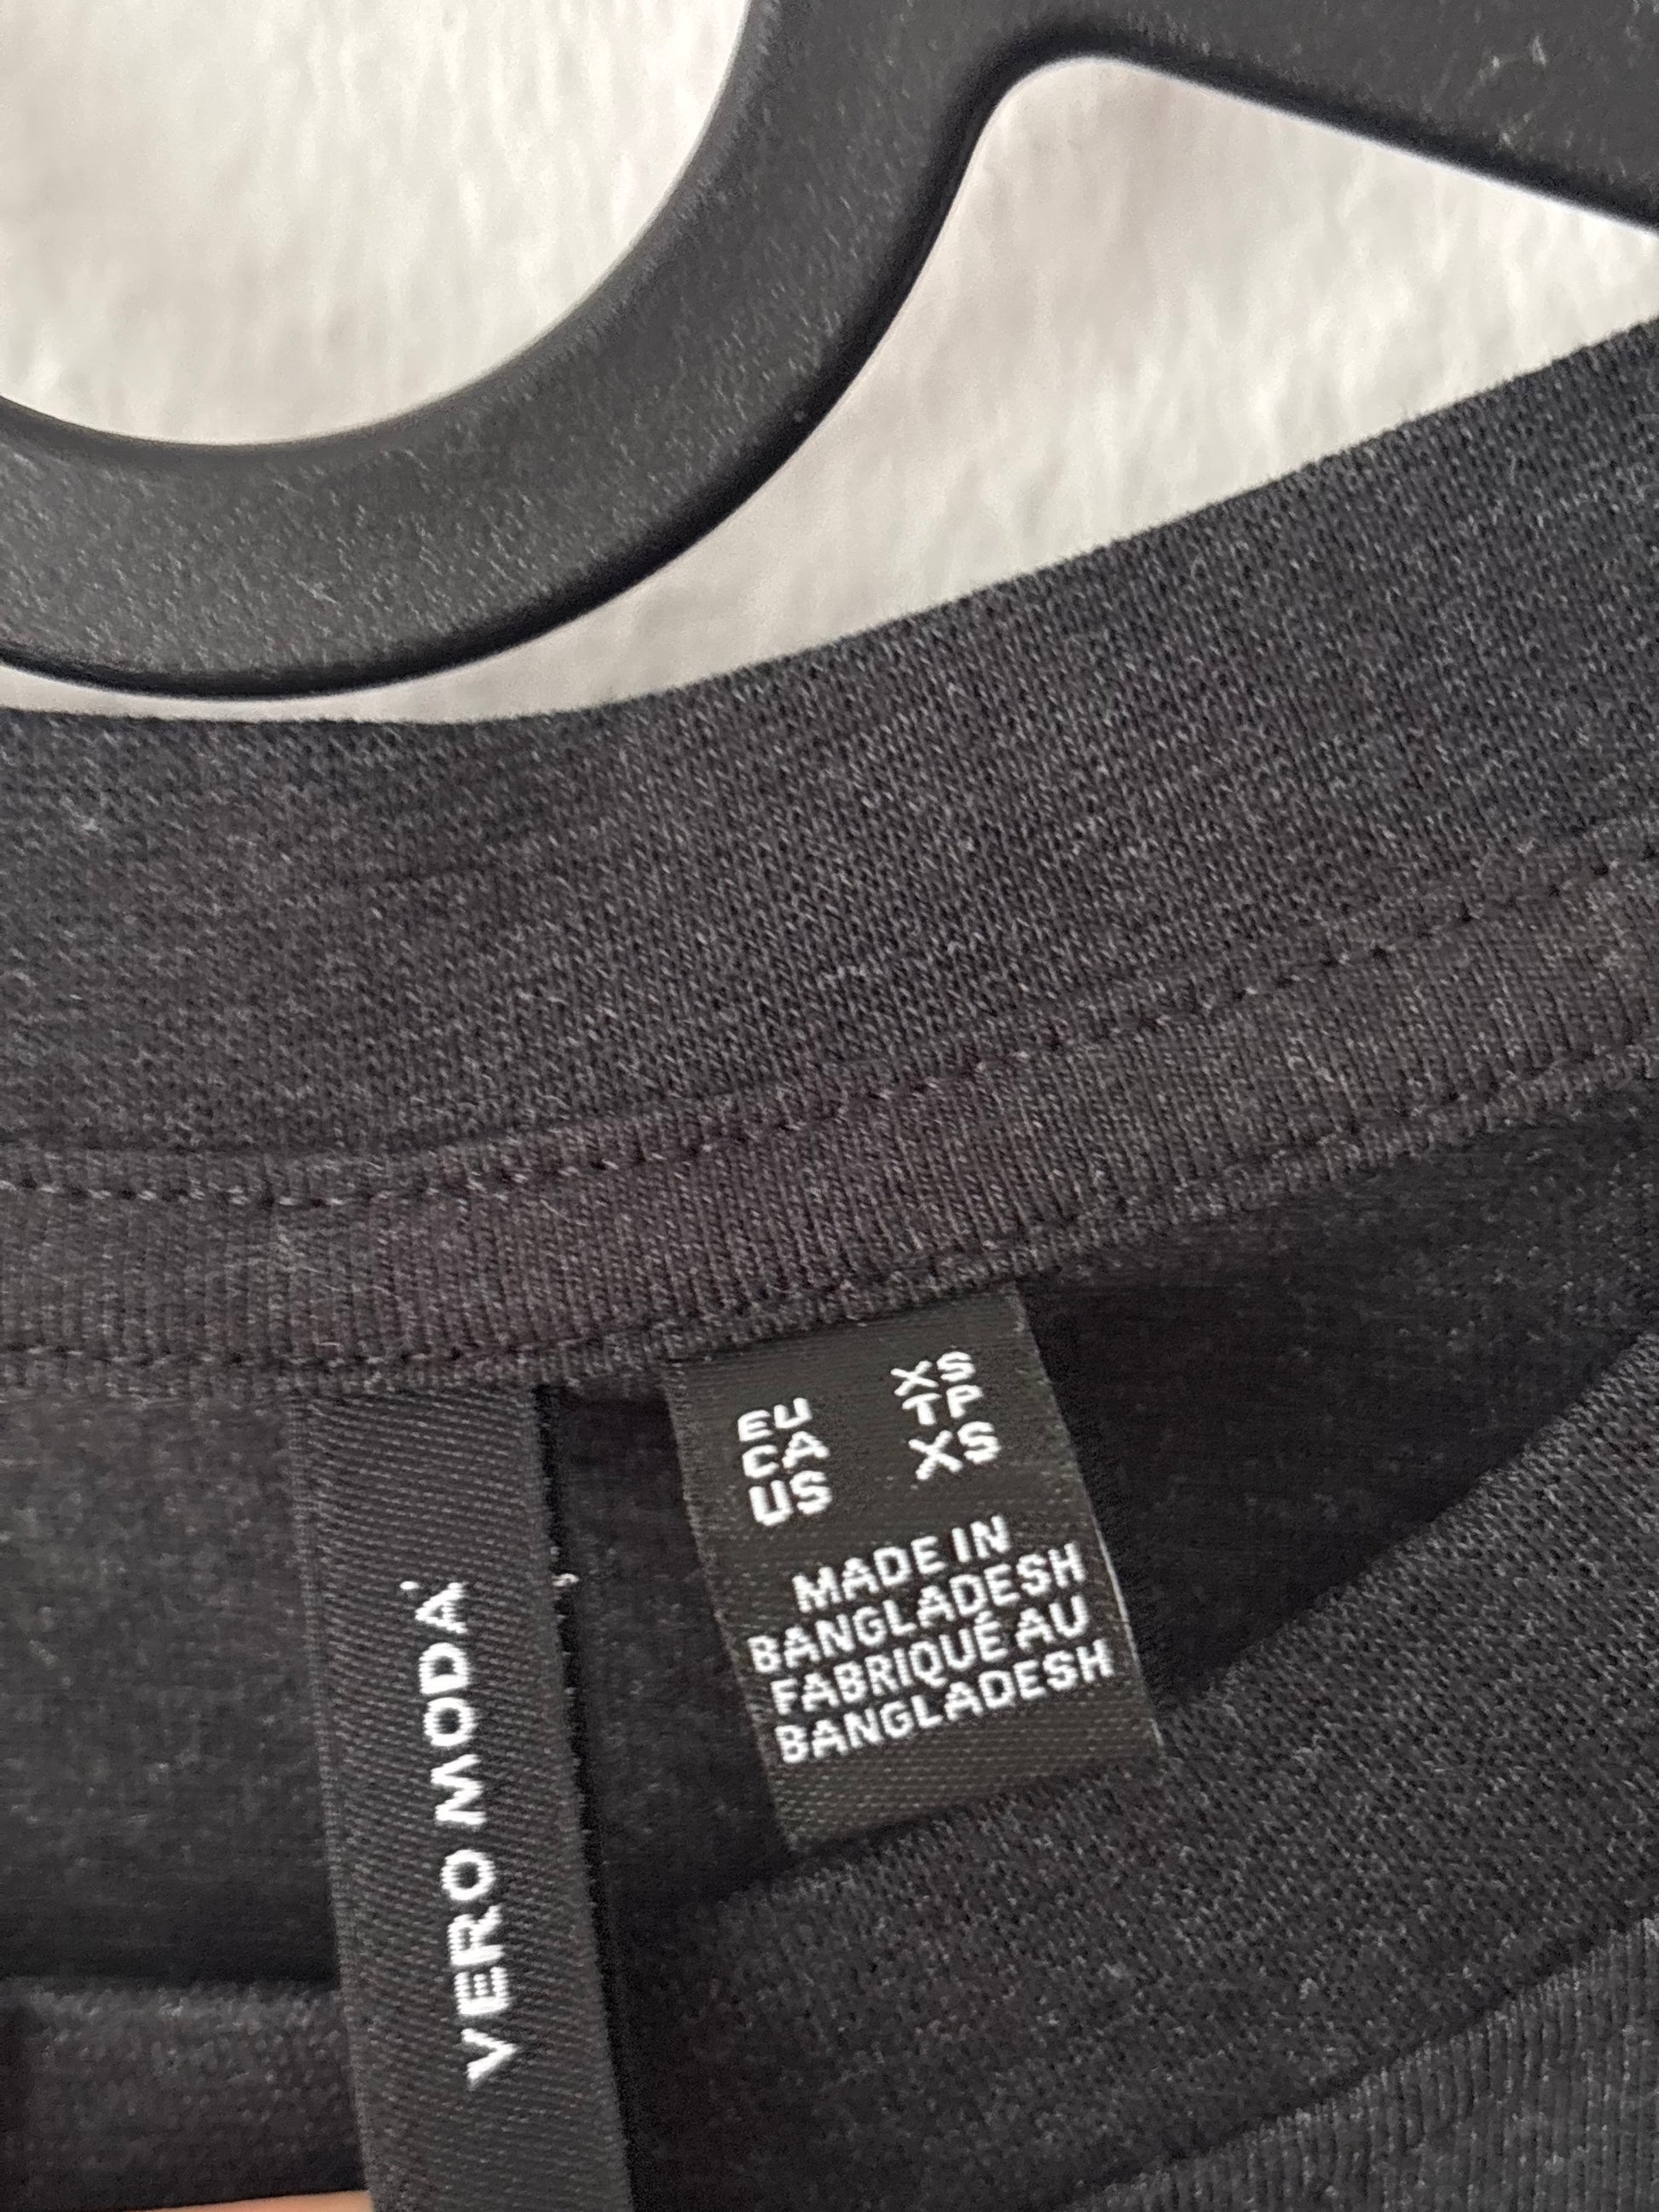 VERO MODA
EU XS
CA TP
US XS
MADE IN
BANGLADESH
FABRIQUÉ AU
BANGLADESH